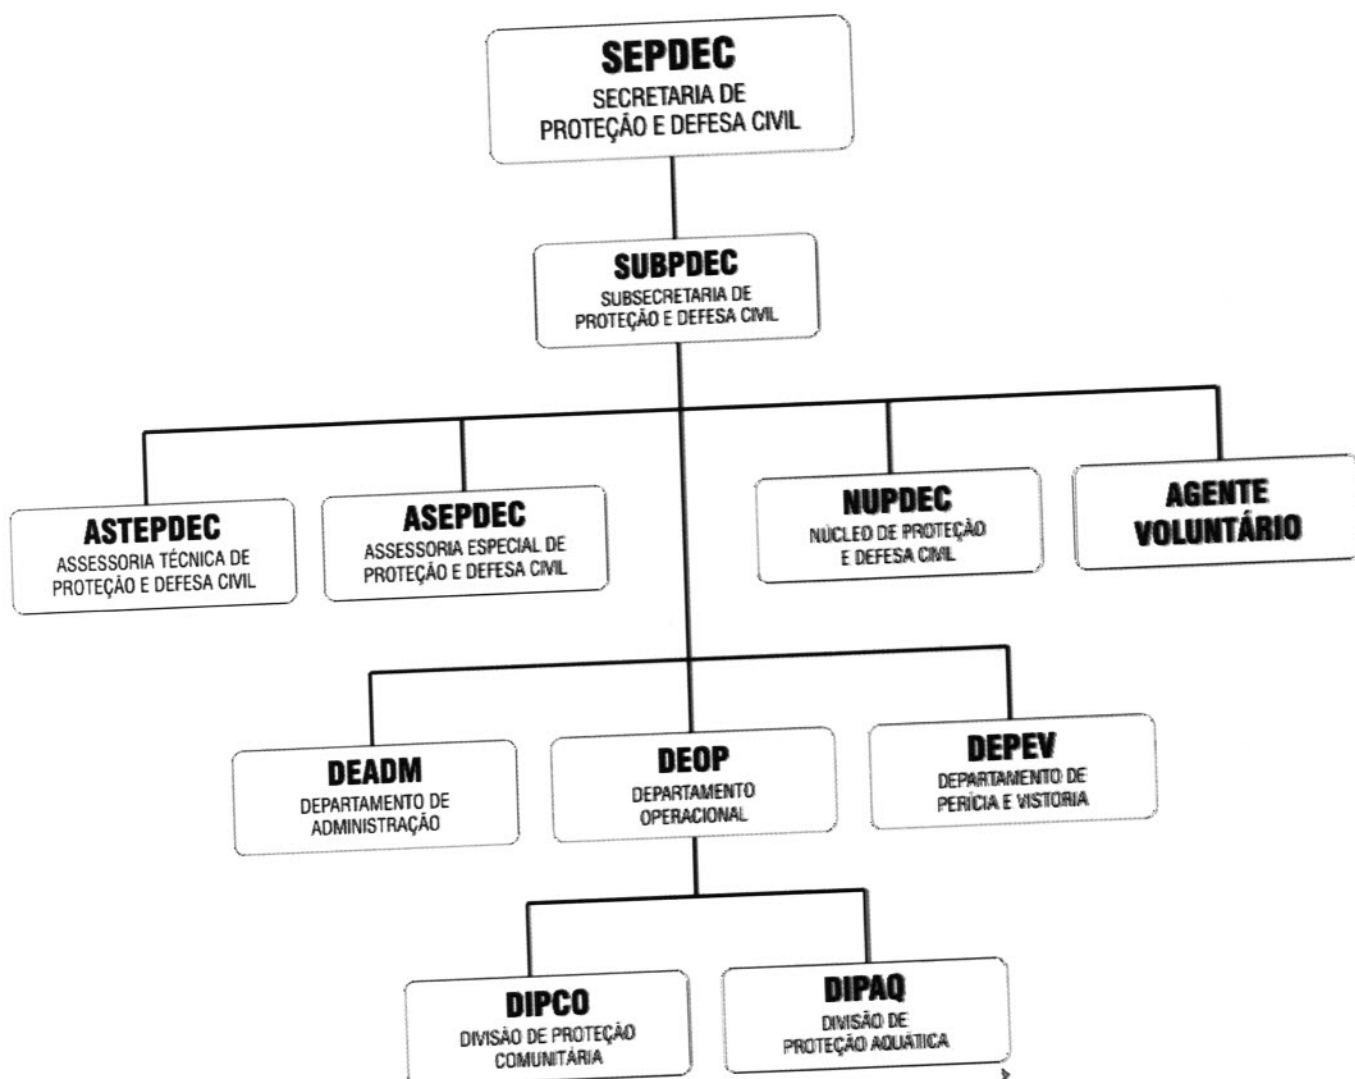 SEPDEC
SECRETARIA DE
PROTEÇÃO E DEFESA CIVIL
SUBPDEC
SUBSECRETARIA DE
PROTEÇÃO E DEFESA CIVIL
ASTEPDEC
ASSESSORIA TÉCNICA DE
PROTEÇÃO E DEFESA CIVIL
ASEPDEC
ASSESSORIA ESPECIAL DE
PROTEÇÃO E DEFESA CIVIL
NUPDEC
NÚCLEO DE PROTEÇÃO
E DEFESA CIVIL
AGENTE
VOLUNTÁRIO
DEADM
DEPARTAMENTO DE
ADMINISTRAÇÃO
DEOP
DEPARTAMENTO
OPERACIONAL
DEPEV
DEPARTAMENTO DE
PERÍCIA E VISTORIA
DIPCO
DIVISÃO DE PROTEÇÃO
COMUNITÁRIA
DIPAQ
DIVISÃO DE
PROTEÇÃO AQUÁTICA